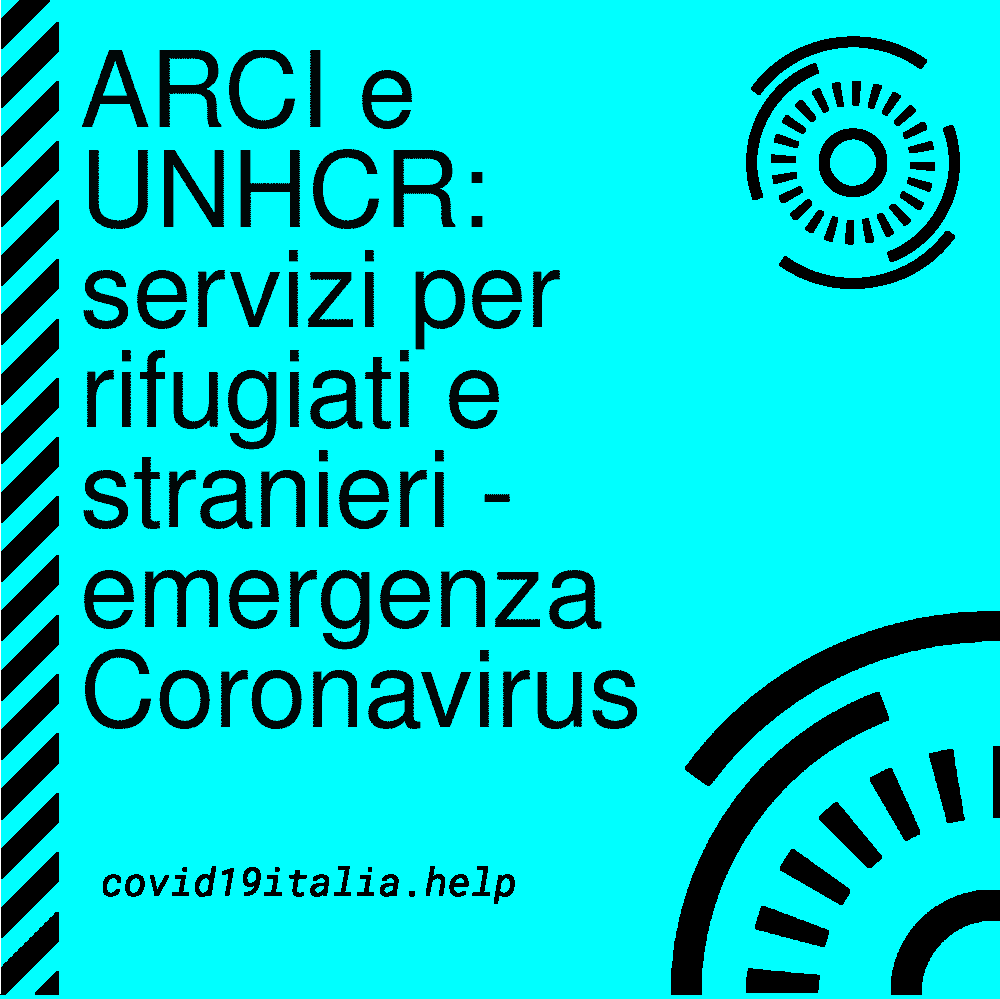 ARCI e
UNHCR:
servizi per
rifugiati e
stranieri -
emergenza
Coronavirus
covid19italia.help